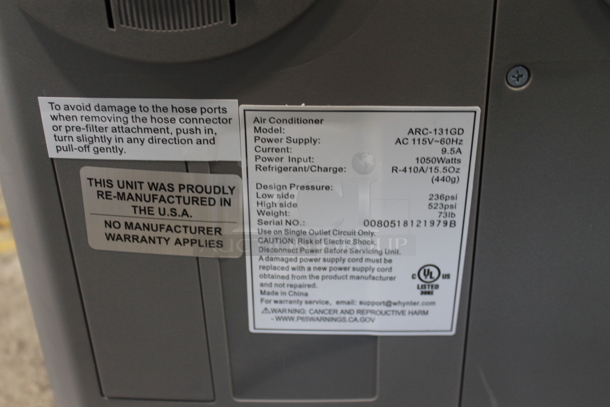 To avoid damage to the hose ports
when removing the hose connector
or pre-filter attachment, push in,
turn slightly in any direction and
pull-off gently.
THIS UNIT WAS PROUDLY
RE-MANUFACTURED IN
THE U.S.A.
NO MANUFACTURER
WARRANTY APPLIES
Air Conditioner
Model: ARC-131GD
Power Supply: AC 115V~60Hz
Current: 9.5A
Power Input: 1050Watts
Refrigerant/Charge: R-410A/15.5Oz
(440g)
Design Pressure:
Low side 236psi
High side 523psi
Weight: 73lb
Serial NO.: 0080518121979B
Use on Single Outlet Circuit Only.
CAUTION: Risk of Electric Shock,
Disconnect Power Before Servicing Unit.
A damaged power supply cord must be
replaced with a new power supply cord
obtained from the product manufacturer
and not repaired.
Made in China
For warranty service, email: support@whynter.com
⚠WARNING: CANCER AND REPRODUCTIVE HARM
- WWW.P65WARNINGS.CA.GOV
C UL US
LISTED